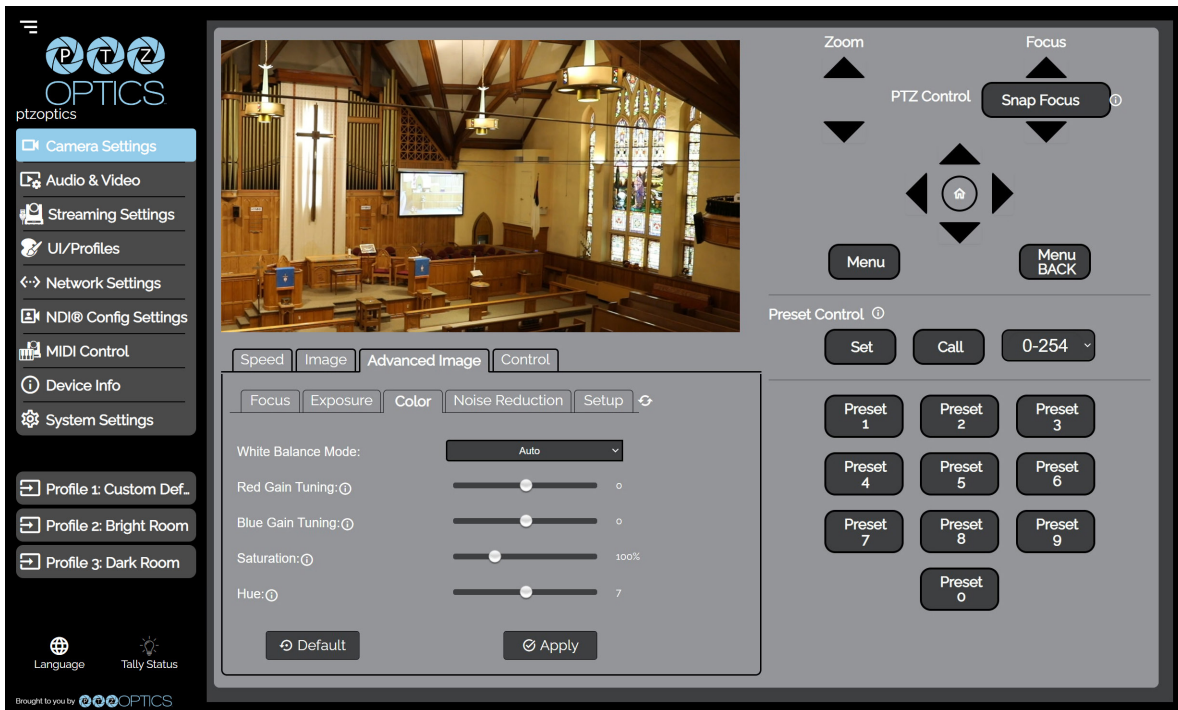 PTZ
OPTICS
ptzoptics
Camera Settings
Audio & Video
Streaming Settings
UI/Profiles
Network Settings
NDI® Config Settings
MIDI Control
Device Info
System Settings
Profile 1: Custom Def...
Profile 2: Bright Room
Profile 3: Dark Room
Language
Tally Status
Brought to you by PTZOPTICS
Speed
Image
Advanced Image
Control
Focus
Exposure
Color
Noise Reduction
Setup
White Balance Mode: Auto
Red Gain Tuning: 0
Blue Gain Tuning: 0
Saturation: 100%
Hue: 7
Default
Apply
Zoom
Focus
PTZ Control
Snap Focus
Menu
Menu
BACK
Preset Control
Set
Call
0-254
Preset
1
Preset
2
Preset
3
Preset
4
Preset
5
Preset
6
Preset
7
Preset
8
Preset
9
Preset
0